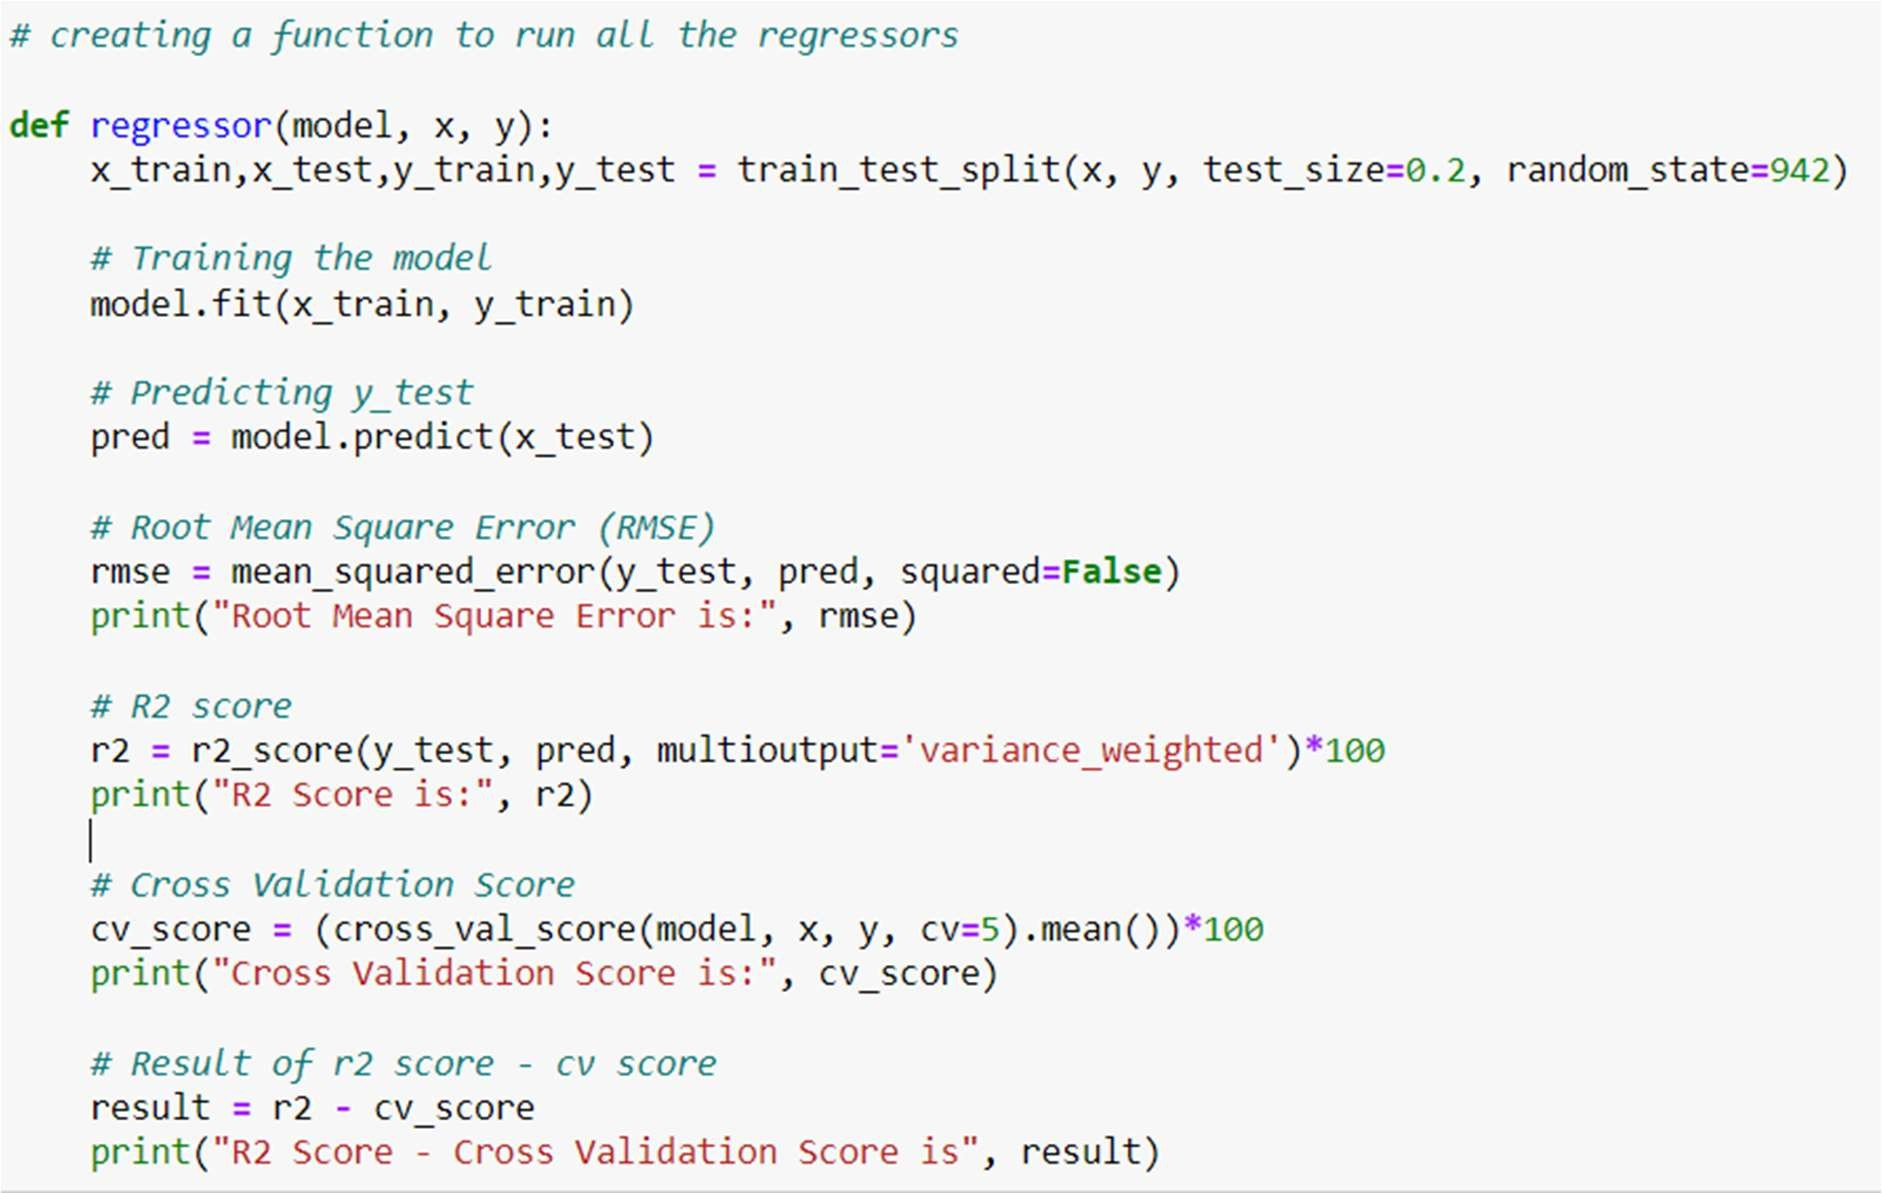 # creating a function to run all the regressors
def regressor(model, x, y):
    x_train,x_test,y_train,y_test = train_test_split(x, y, test_size=0.2, random_state=942)
    # Training the model
    model.fit(x_train, y_train)
    # Predicting y_test
    pred = model.predict(x_test)
    # Root Mean Square Error (RMSE)
    rmse = mean_squared_error(y_test, pred, squared=False)
    print("Root Mean Square Error is:", rmse)
    # R2 score
    r2 = r2_score(y_test, pred, multioutput='variance_weighted')*100
    print("R2 Score is:", r2)
    # Cross Validation Score
    cv_score = (cross_val_score(model, x, y, cv=5).mean())*100
    print("Cross Validation Score is:", cv_score)
    # Result of r2 score - cv score
    result = r2 - cv_score
    print("R2 Score - Cross Validation Score is", result)